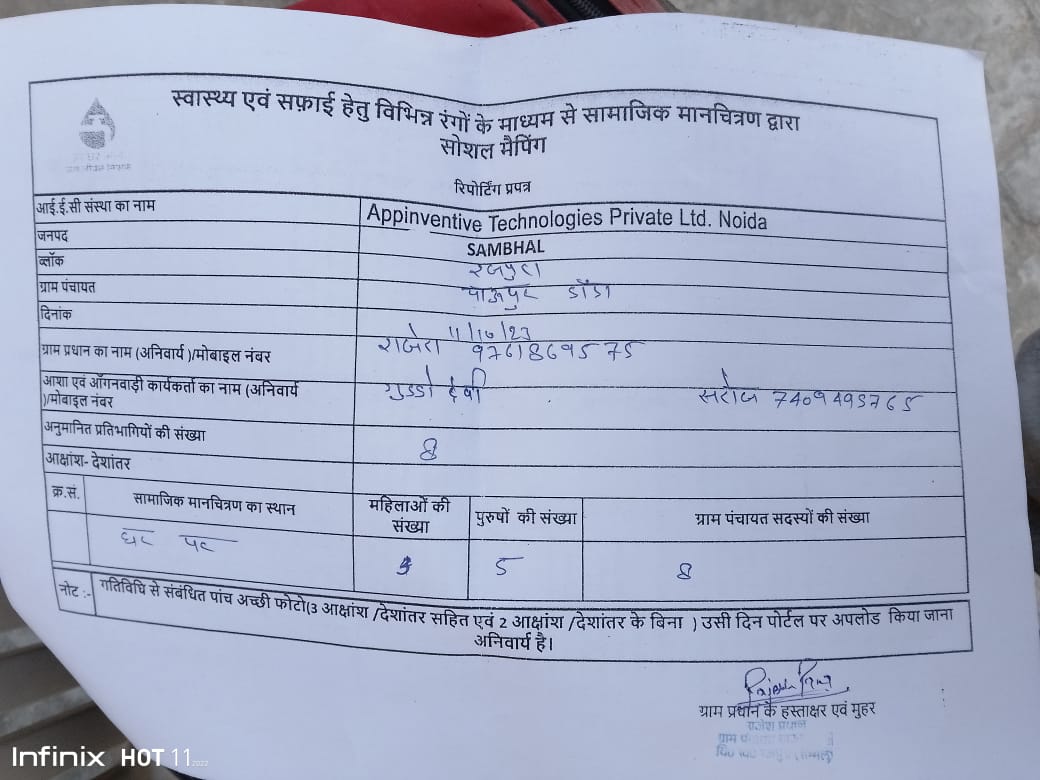 स्वास्थ्य एवं सफ़ाई हेतु विभिन्न रंगों के माध्यम से सामाजिक मानचित्रण द्वारा
सोशल मैपिंग
रिपोर्टिंग प्रपत्र
आई.ई.सी संस्था का नाम Appinventive Technologies Private Ltd. Noida
जनपद SAMBHAL
ब्लॉक रजपुरा
ग्राम पंचायत डांडा
दिनांक 11/10/23
ग्राम प्रधान का नाम (अनिवार्य )/मोबाइल नंबर 9761869575
आशा एवं आँगनवाड़ी कार्यकर्ता का नाम (अनिवार्य गुड्डो देवी सरोज 7409495765
)/मोबाइल नंबर
अनुमानित प्रतिभागियों की संख्या 8
आक्षांश- देशांतर
क्र.सं. सामाजिक मानचित्रण का स्थान महिलाओं की संख्या पुरुषों की संख्या ग्राम पंचायत सदस्यों की संख्या
घर पर 3 5 8
नोट :- गतिविधि से संबंधित पांच अच्छी फोटो(3 आक्षांश /देशांतर सहित एवं 2 आक्षांश /देशांतर के बिना ) उसी दिन पोर्टल पर अपलोड किया जाना
अनिवार्य है।
ग्राम प्रधान के हस्ताक्षर एवं मुहर
Infinix HOT 11 2022